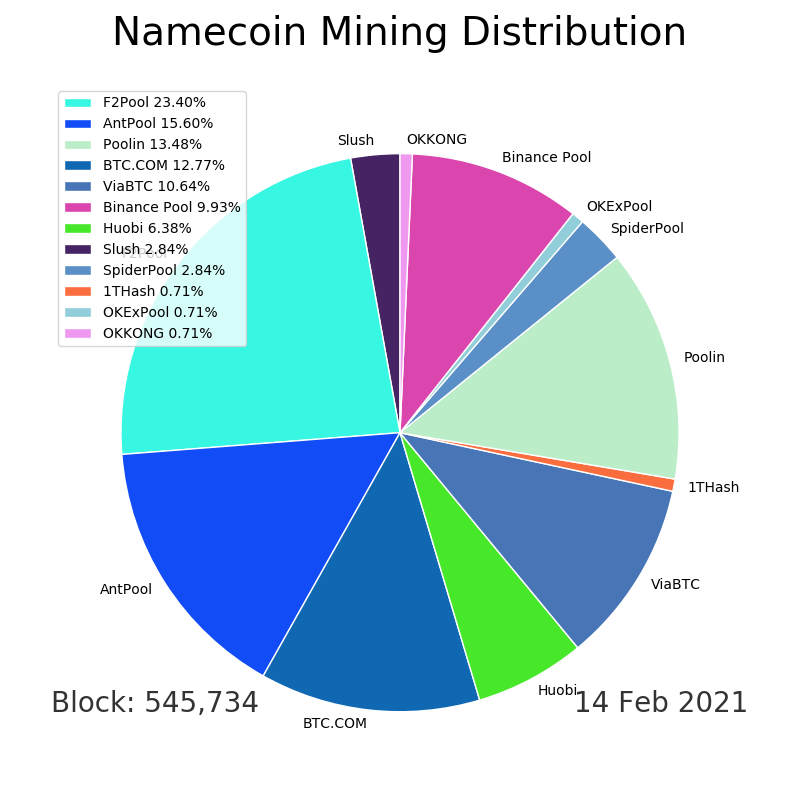 Namecoin Mining Distribution
F2Pool 23.40%
AntPool 15.60%
Poolin 13.48%
BTC.COM 12.77%
ViaBTC 10.64%
Binance Pool 9.93%
Huobi 6.38%
Slush 2.84%
SpiderPool 2.84%
1THash 0.71%
OKExPool 0.71%
OKKONG 0.71%
Slush
OKKONG
Binance Pool
OKExPool
SpiderPool
F2Pool
Poolin
1THash
ViaBTC
AntPool
Huobi
BTC.COM
Block: 545,734
14 Feb 2021